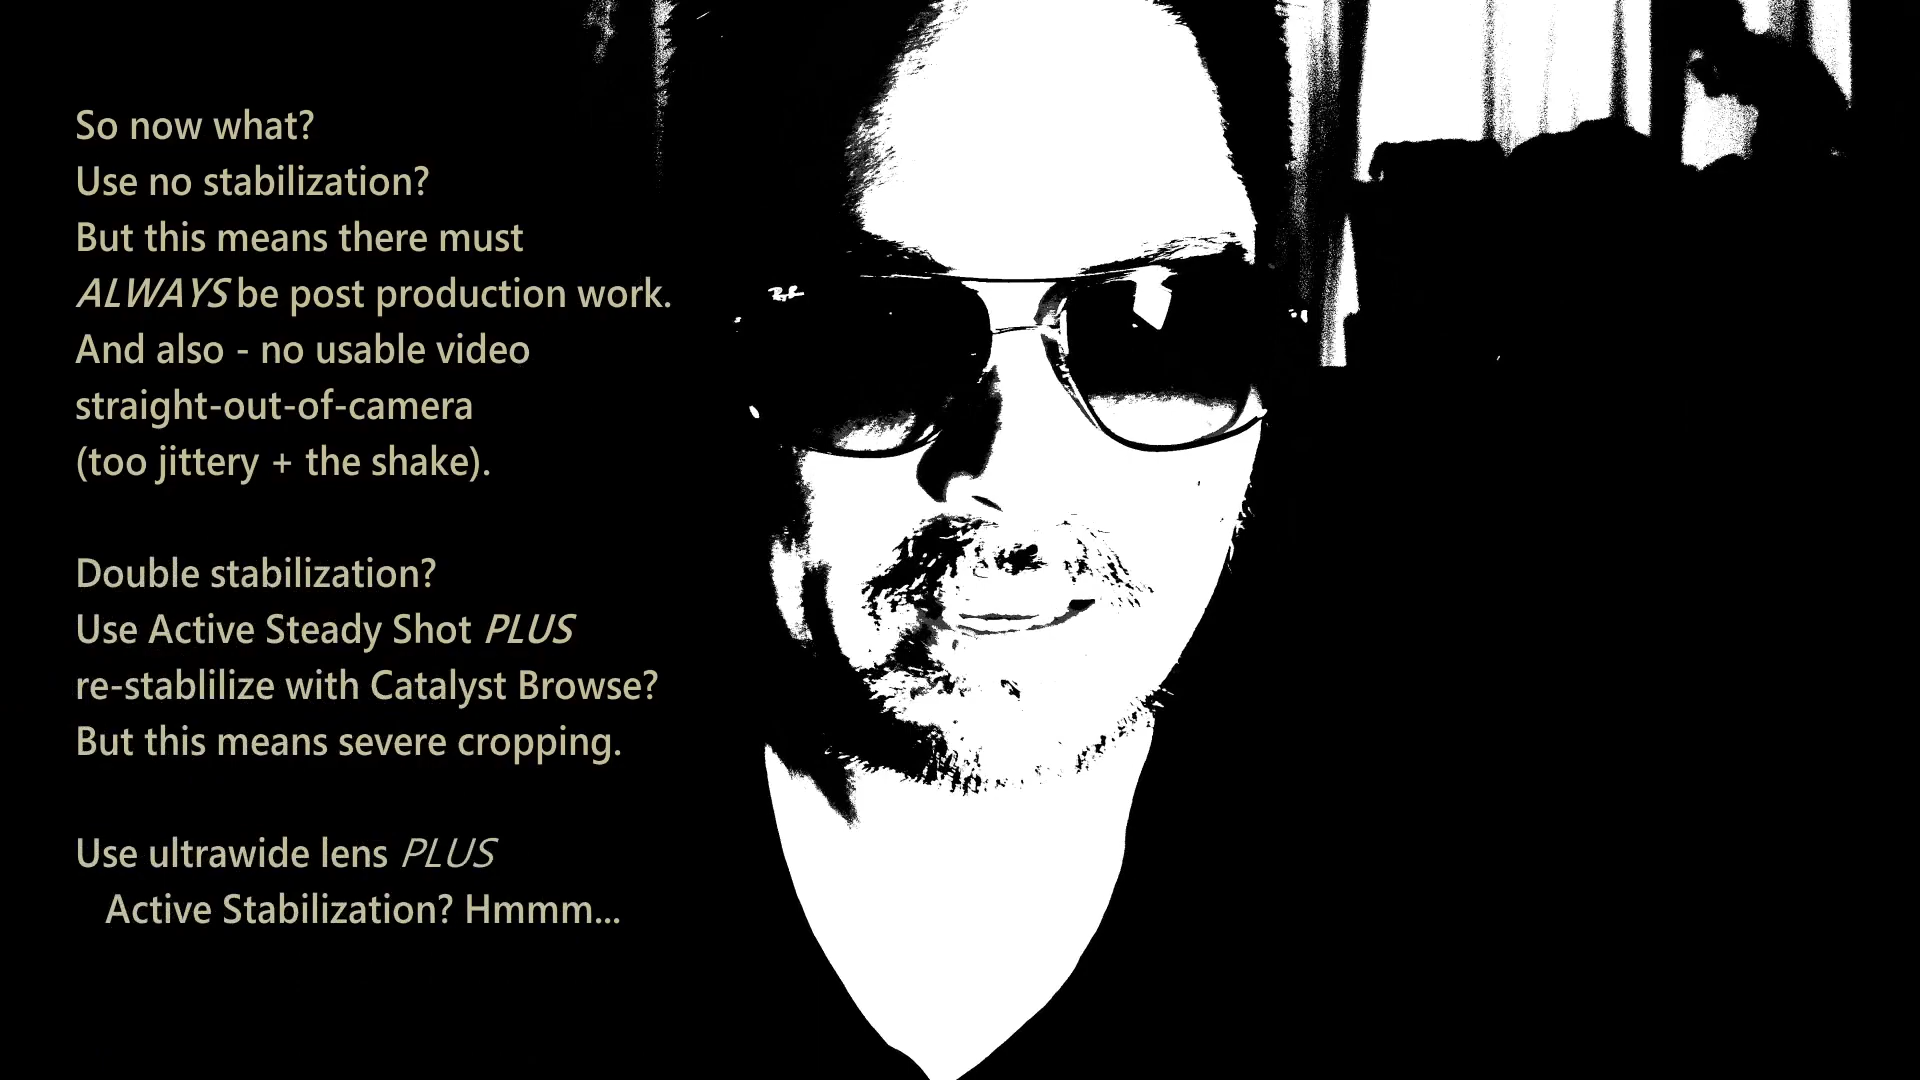 So now what?
Use no stabilization?
But this means there must
ALWAYS be post production work.
And also - no usable video
straight-out-of-camera
(too jittery + the shake).
Double stabilization?
Use Active Steady Shot PLUS
re-stablilize with Catalyst Browse?
But this means severe cropping.
Use ultrawide lens PLUS
Active Stabilization? Hmmm...
Ray-Ban